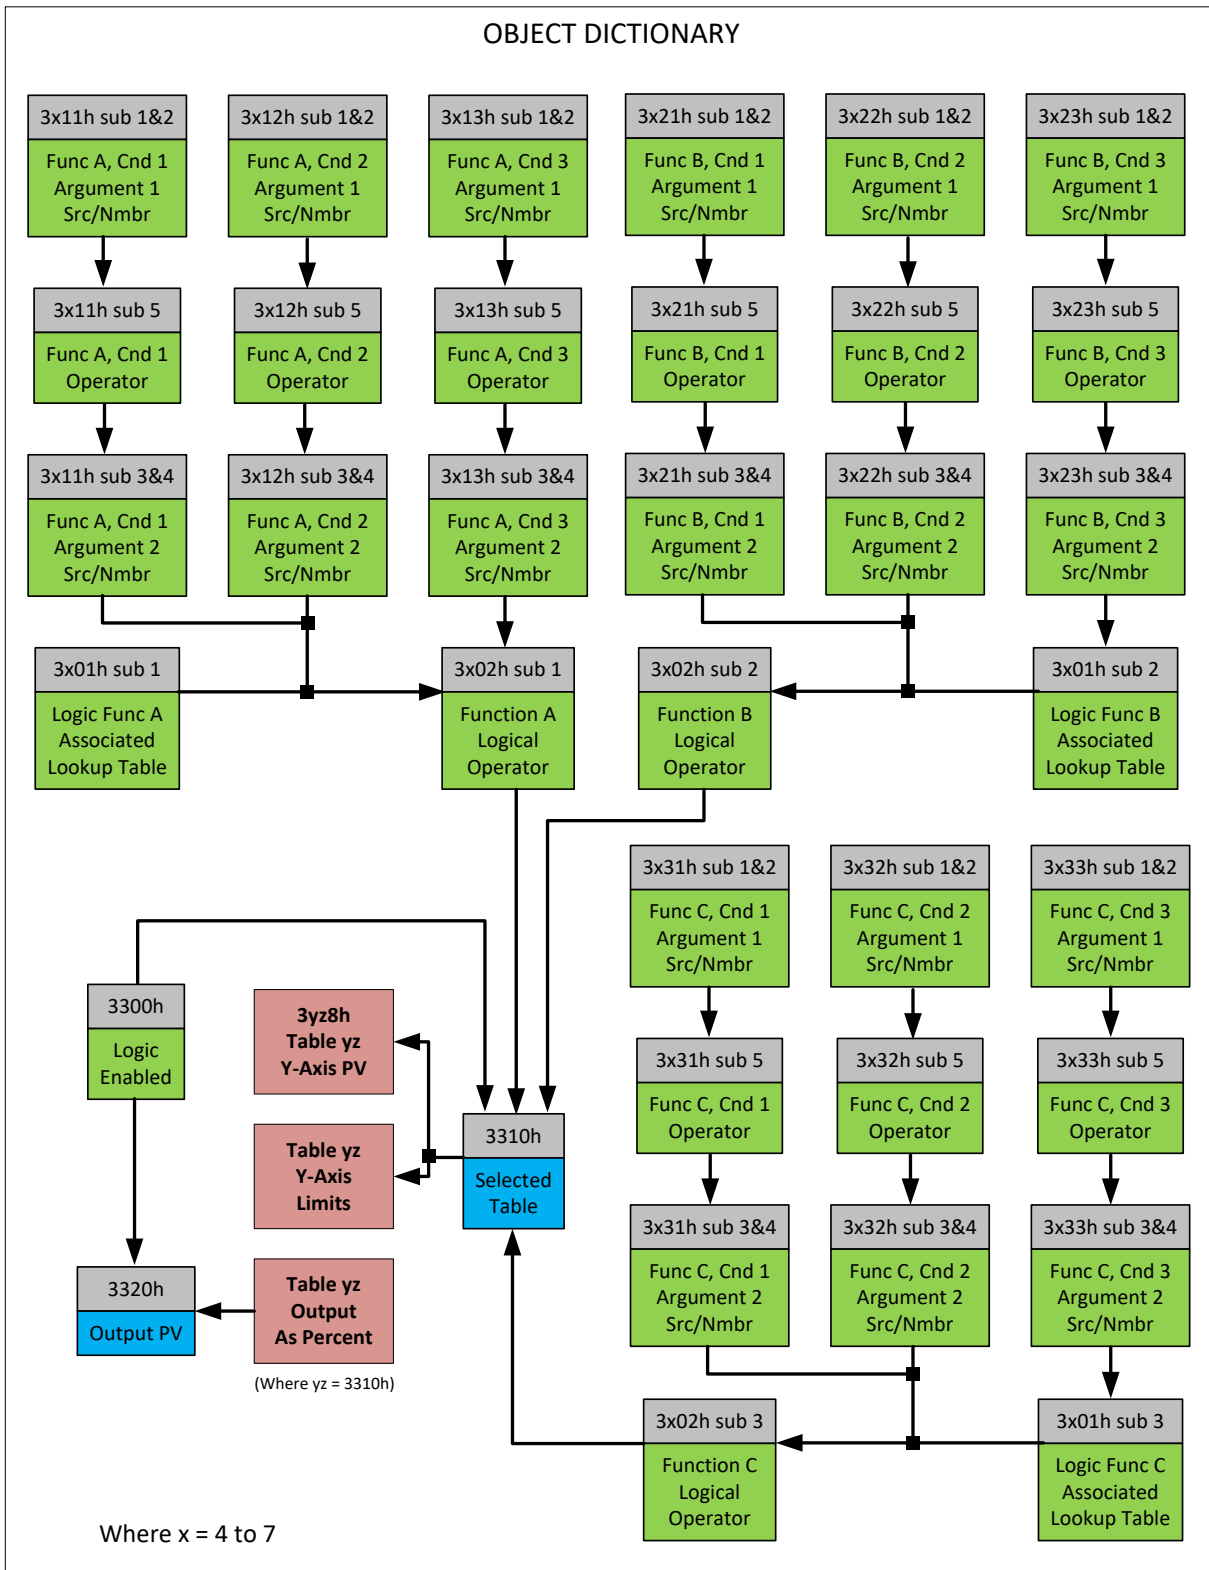 OBJECT DICTIONARY
3x11h sub 1&2
Func A, Cnd 1
Argument 1
Src/Nmbr
3x12h sub 1&2
Func A, Cnd 2
Argument 1
Src/Nmbr
3x13h sub 1&2
Func A, Cnd 3
Argument 1
Src/Nmbr
3x21h sub 1&2
Func B, Cnd 1
Argument 1
Src/Nmbr
3x22h sub 1&2
Func B, Cnd 2
Argument 1
Src/Nmbr
3x23h sub 1&2
Func B, Cnd 3
Argument 1
Src/Nmbr
3x11h sub 5
Func A, Cnd 1
Operator
3x12h sub 5
Func A, Cnd 2
Operator
3x13h sub 5
Func A, Cnd 3
Operator
3x21h sub 5
Func B, Cnd 1
Operator
3x22h sub 5
Func B, Cnd 2
Operator
3x23h sub 5
Func B, Cnd 3
Operator
3x11h sub 3&4
Func A, Cnd 1
Argument 2
Src/Nmbr
3x12h sub 3&4
Func A, Cnd 2
Argument 2
Src/Nmbr
3x13h sub 3&4
Func A, Cnd 3
Argument 2
Src/Nmbr
3x21h sub 3&4
Func B, Cnd 1
Argument 2
Src/Nmbr
3x22h sub 3&4
Func B, Cnd 2
Argument 2
Src/Nmbr
3x23h sub 3&4
Func B, Cnd 3
Argument 2
Src/Nmbr
3x01h sub 1
Logic Func A
Associated
Lookup Table
3x02h sub 1
Function A
Logical
Operator
3x02h sub 2
Function B
Logical
Operator
3x01h sub 2
Logic Func B
Associated
Lookup Table
3x31h sub 1&2
Func C, Cnd 1
Argument 1
Src/Nmbr
3x32h sub 1&2
Func C, Cnd 2
Argument 1
Src/Nmbr
3x33h sub 1&2
Func C, Cnd 3
Argument 1
Src/Nmbr
3300h
Logic
Enabled
3yz8h
Table yz
Y-Axis PV
3x31h sub 5
Func C, Cnd 1
Operator
3x32h sub 5
Func C, Cnd 2
Operator
3x33h sub 5
Func C, Cnd 3
Operator
Table yz
Y-Axis
Limits
3310h
Selected
Table
3x31h sub 3&4
Func C, Cnd 1
Argument 2
Src/Nmbr
3x32h sub 3&4
Func C, Cnd 2
Argument 2
Src/Nmbr
3x33h sub 3&4
Func C, Cnd 3
Argument 2
Src/Nmbr
3320h
Output PV
Table yz
Output
As Percent
(Where yz = 3310h)
3x02h sub 3
Function C
Logical
Operator
3x01h sub 3
Logic Func C
Associated
Lookup Table
Where x = 4 to 7